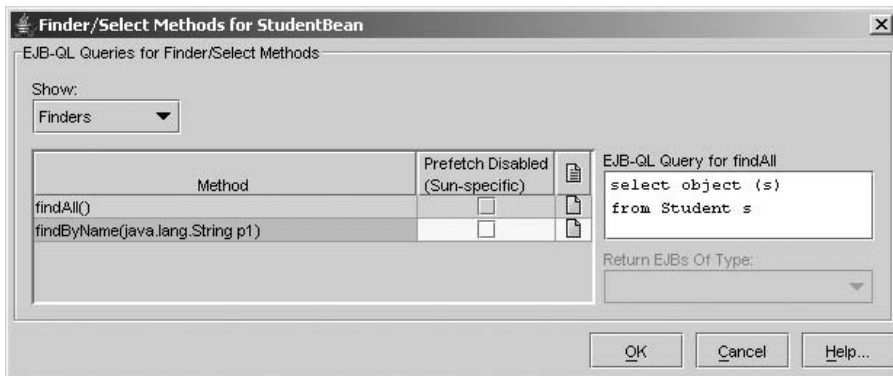 Finder/Select Methods for StudentBean
EJB-QL Queries for Finder/Select Methods
Show:
Finders
Method
Prefetch Disabled
(Sun-specific)
findAll()
findByName(java.lang.String p1)
EJB-QL Query for findAll
select object (s)
from Student s
Return EJBs Of Type:
OK
Cancel
Help...